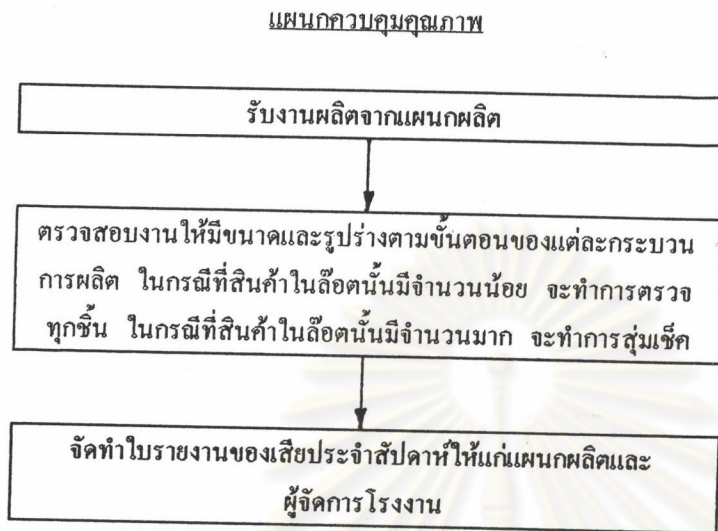 แผนกควบคุมคุณภาพ
รับงานผลิตจากแผนกผลิต
ตรวจสอบงานให้มีขนาดและรูปร่างตามขั้นตอนของแต่ละกระบวน
การผลิต ในกรณีที่สินค้าในล๊อตนั้นมีจำนวนน้อย จะทำการตรวจ
ทุกชิ้น ในกรณีที่สินค้าในล๊อตนั้นมีจำนวนมาก จะทำการสุ่มเช็ค
จัดทำใบรายงานของเสียประจำสัปดาห์ให้แก่แผนกผลิตและ
ผู้จัดการโรงงาน